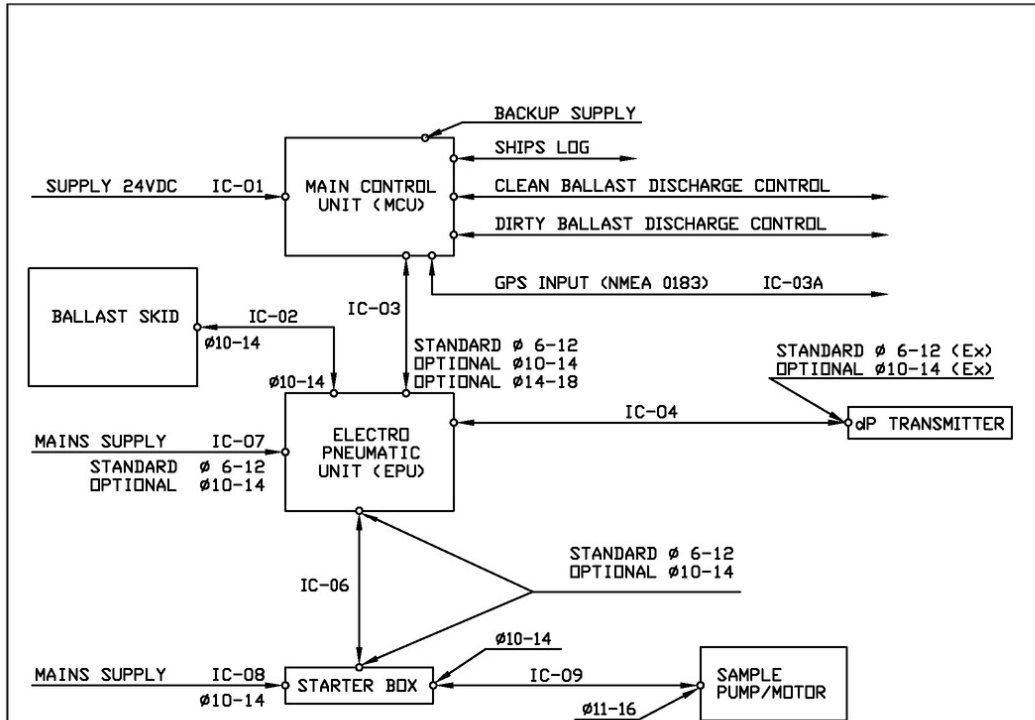 BACKUP SUPPLY
SHIPS LOG
SUPPLY 24VDC IC-01
MAIN CONTROL
UNIT (MCU)
CLEAN BALLAST DISCHARGE CONTROL
DIRTY BALLAST DISCHARGE CONTROL
GPS INPUT (NMEA 0183) IC-03A
IC-03
BALLAST SKID
IC-02
Ø10-14
Ø10-14
STANDARD Ø 6-12
OPTIONAL Ø10-14
OPTIONAL Ø14-18
STANDARD Ø 6-12 (Ex)
OPTIONAL Ø10-14 (Ex)
IC-04
dP TRANSMITTER
MAINS SUPPLY IC-07
STANDARD Ø 6-12
OPTIONAL Ø10-14
ELECTRO
PNEUMATIC
UNIT (EPU)
STANDARD Ø 6-12
OPTIONAL Ø10-14
IC-06
Ø10-14
MAINS SUPPLY IC-08
Ø10-14
STARTER BOX
IC-09
Ø11-16
SAMPLE
PUMP/MOTOR